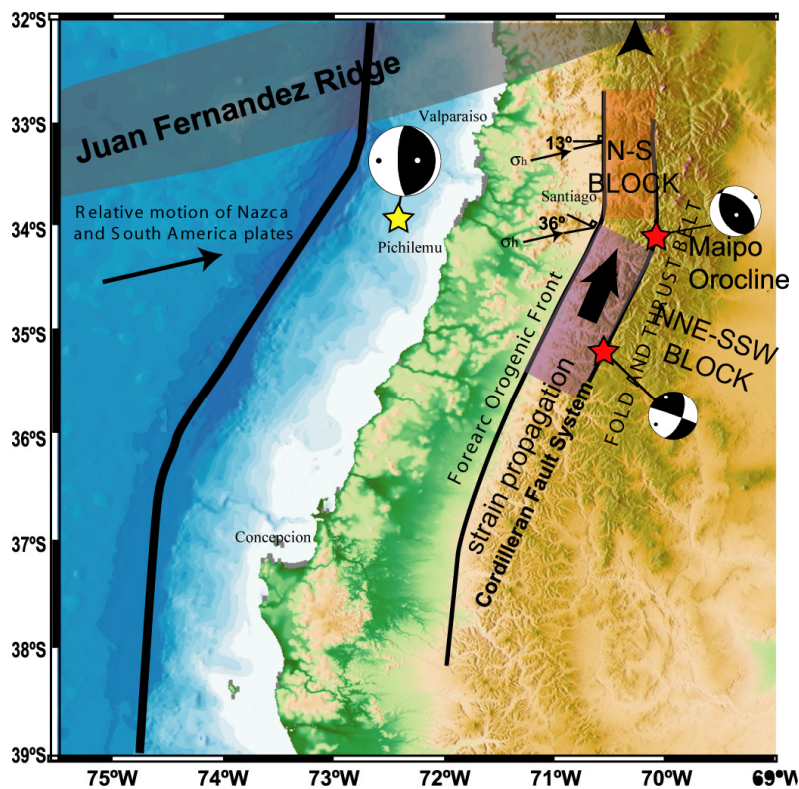 32ºS
33ºS
34ºS
35ºS
36ºS
37ºS
38ºS
39ºS
Juan Fernandez Ridge
Valparaiso
Relative motion of Nazca
and South America plates
Pichilemu
13º
σh
N-S
BLOCK
Santiago
36º
σh
Maipo
Orocline
NNE-SSW
BLOCK
FOLD AND THRUST BELT
Forearc Orogenic Front
Strain propagation
Cordilleran Fault System
Concepcion
75ºW
74ºW
73ºW
72ºW
71ºW
70ºW
69ºW